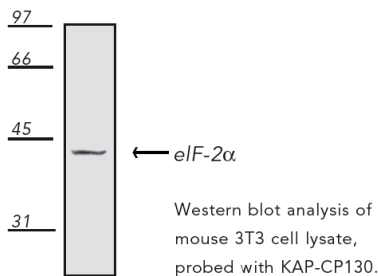 97
66
45
eIF-2α
31
Western blot analysis of
mouse 3T3 cell lysate,
probed with KAP-CP130.